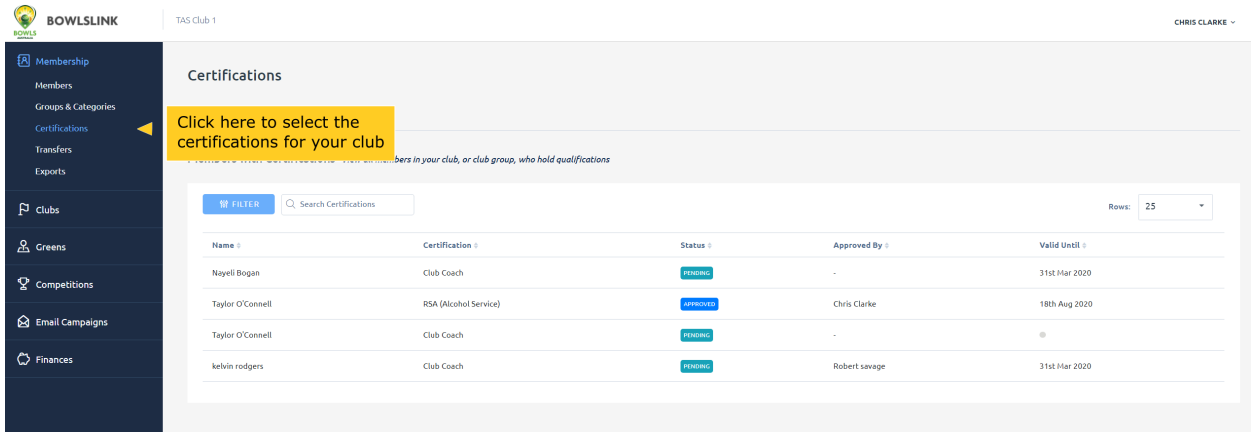 BOWLS
AUSTRALIA
BOWLSLINK
TAS Club 1
CHRIS CLARKE
Membership
Members
Groups & Categories
Certifications
Transfers
Exports
Clubs
Greens
Competitions
Email Campaigns
Finances
Certifications
Click here to select the
certifications for your club
members in your club, or club group, who hold qualifications
FILTER
Search Certifications
Rows: 25
Name Certification Status Approved By Valid Until
Nayeli Bogan Club Coach PENDING - 31st Mar 2020
Taylor O'Connell RSA (Alcohol Service) APPROVED Chris Clarke 18th Aug 2020
Taylor O'Connell Club Coach PENDING -
kelvin rodgers Club Coach PENDING Robert savage 31st Mar 2020